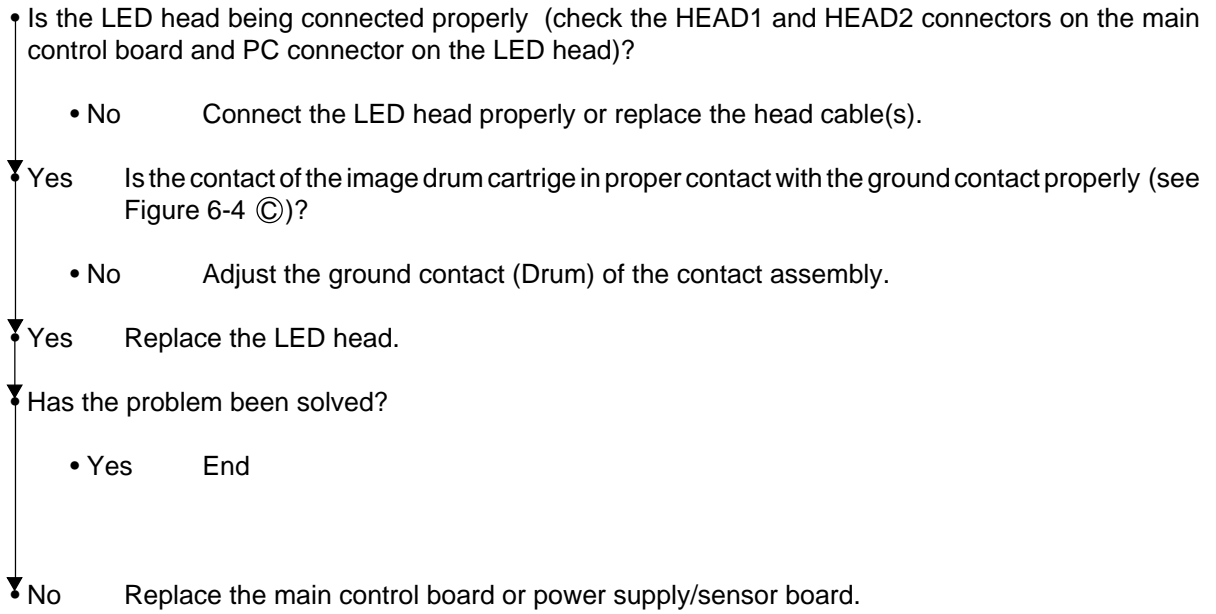 • Is the LED head being connected properly (check the HEAD1 and HEAD2 connectors on the main
control board and PC connector on the LED head)?
• No Connect the LED head properly or replace the head cable(s).
• Yes Is the contact of the image drum cartrige in proper contact with the ground contact properly (see
Figure 6-4 Ⓒ)?
• No Adjust the ground contact (Drum) of the contact assembly.
• Yes Replace the LED head.
• Has the problem been solved?
• Yes End
• No Replace the main control board or power supply/sensor board.